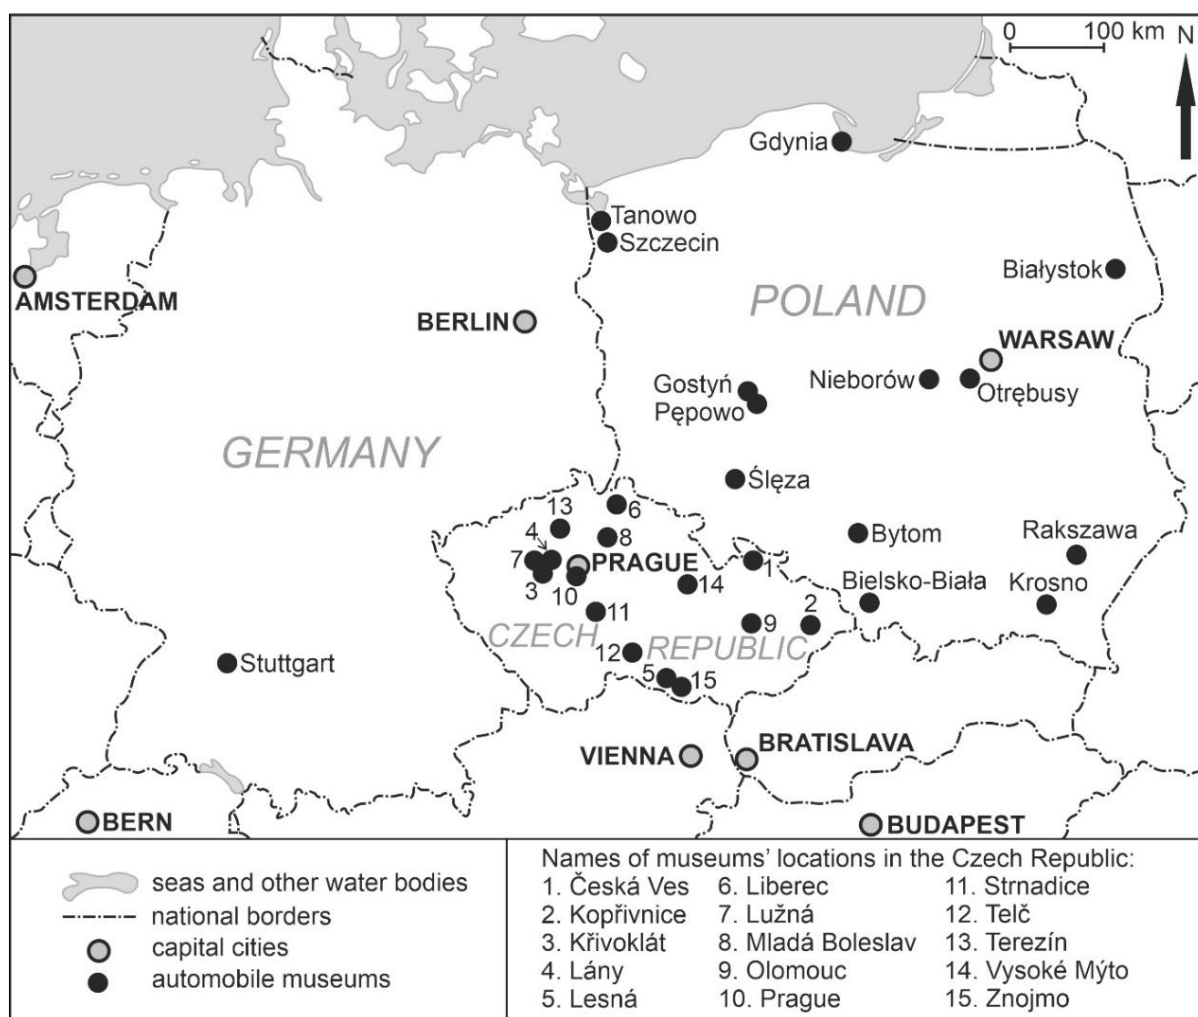 0 100 km N
Gdynia
Tanowo
Szczecin
Białystok
AMSTERDAM
POLAND
BERLIN
WARSAW
Gostyń
Nieborów
Otrębusy
Pępowo
GERMANY
Ślęza
13
6
4
8
Bytom
Rakszawa
7
PRAGUE
1
3
10
14
Bielsko-Biała
Krosno
11
2
9
CZECH REPUBLIC
12
Stuttgart
5
15
VIENNA
BRATISLAVA
BERN
BUDAPEST
seas and other water bodies
national borders
capital cities
automobile museums
Names of museums’ locations in the Czech Republic:
1. Česká Ves
2. Kopřivnice
3. Křivoklát
4. Lány
5. Lesná
6. Liberec
7. Lužná
8. Mladá Boleslav
9. Olomouc
10. Prague
11. Strnadice
12. Telč
13. Terezín
14. Vysoké Mýto
15. Znojmo